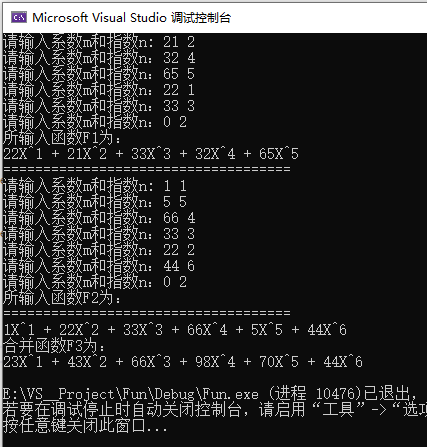 Microsoft Visual Studio 调试控制台
请输入系数m和指数n: 21 2
请输入系数m和指数n: 32 4
请输入系数m和指数n: 65 5
请输入系数m和指数n: 22 1
请输入系数m和指数n: 33 3
请输入系数m和指数n: 0 2
所输入函数F1为:
22X^1 + 21X^2 + 33X^3 + 32X^4 + 65X^5
====================================
请输入系数m和指数n: 1 1
请输入系数m和指数n: 5 5
请输入系数m和指数n: 66 4
请输入系数m和指数n: 33 3
请输入系数m和指数n: 22 2
请输入系数m和指数n: 44 6
请输入系数m和指数n: 0 2
所输入函数F2为:
====================================
1X^1 + 22X^2 + 33X^3 + 66X^4 + 5X^5 + 44X^6
合并函数F3为:
23X^1 + 43X^2 + 66X^3 + 98X^4 + 70X^5 + 44X^6
E:\VS__Project\Fun\Debug\Fun.exe (进程 10476)已退出,
若要在调试停止时自动关闭控制台，请启用“工具”->“选项
按任意键关闭此窗口...